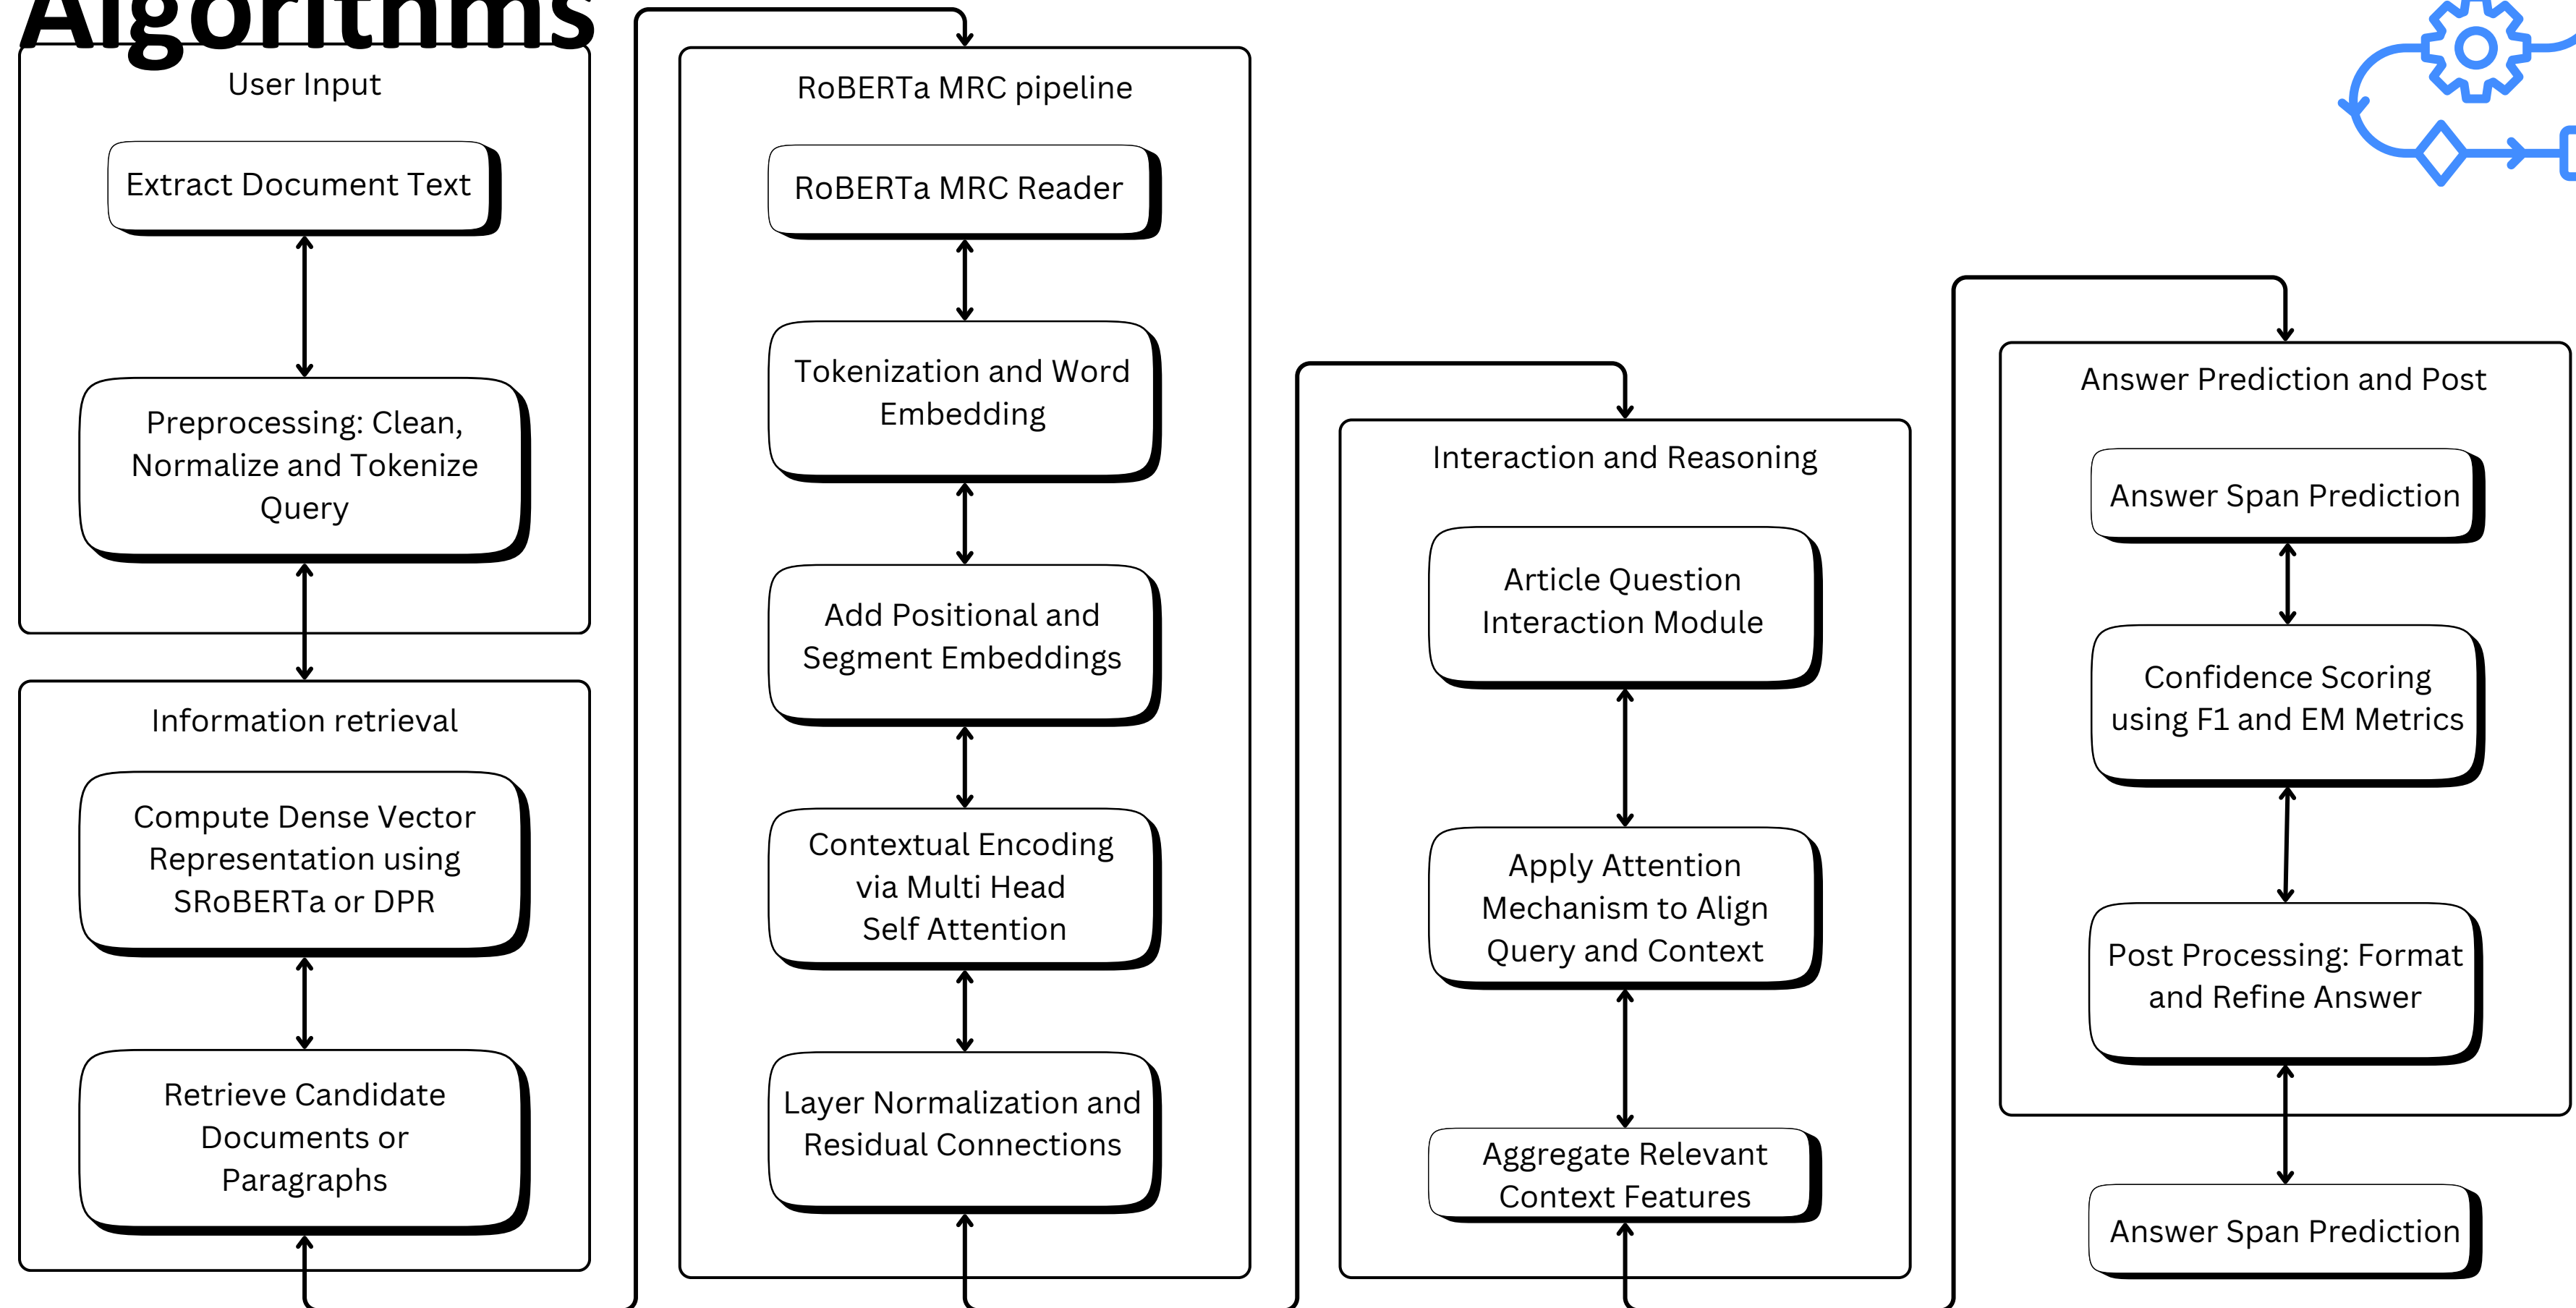 Algorithms
User Input
Extract Document Text
Preprocessing: Clean,
Normalize and Tokenize
Query
Information retrieval
Compute Dense Vector
Representation using
SRoBERTa or DPR
Retrieve Candidate
Documents or
Paragraphs
RoBERTa MRC pipeline
RoBERTa MRC Reader
Tokenization and Word
Embedding
Add Positional and
Segment Embeddings
Contextual Encoding
via Multi Head
Self Attention
Layer Normalization and
Residual Connections
Interaction and Reasoning
Article Question
Interaction Module
Apply Attention
Mechanism to Align
Query and Context
Aggregate Relevant
Context Features
Answer Prediction and Post
Answer Span Prediction
Confidence Scoring
using F1 and EM Metrics
Post Processing: Format
and Refine Answer
Answer Span Prediction